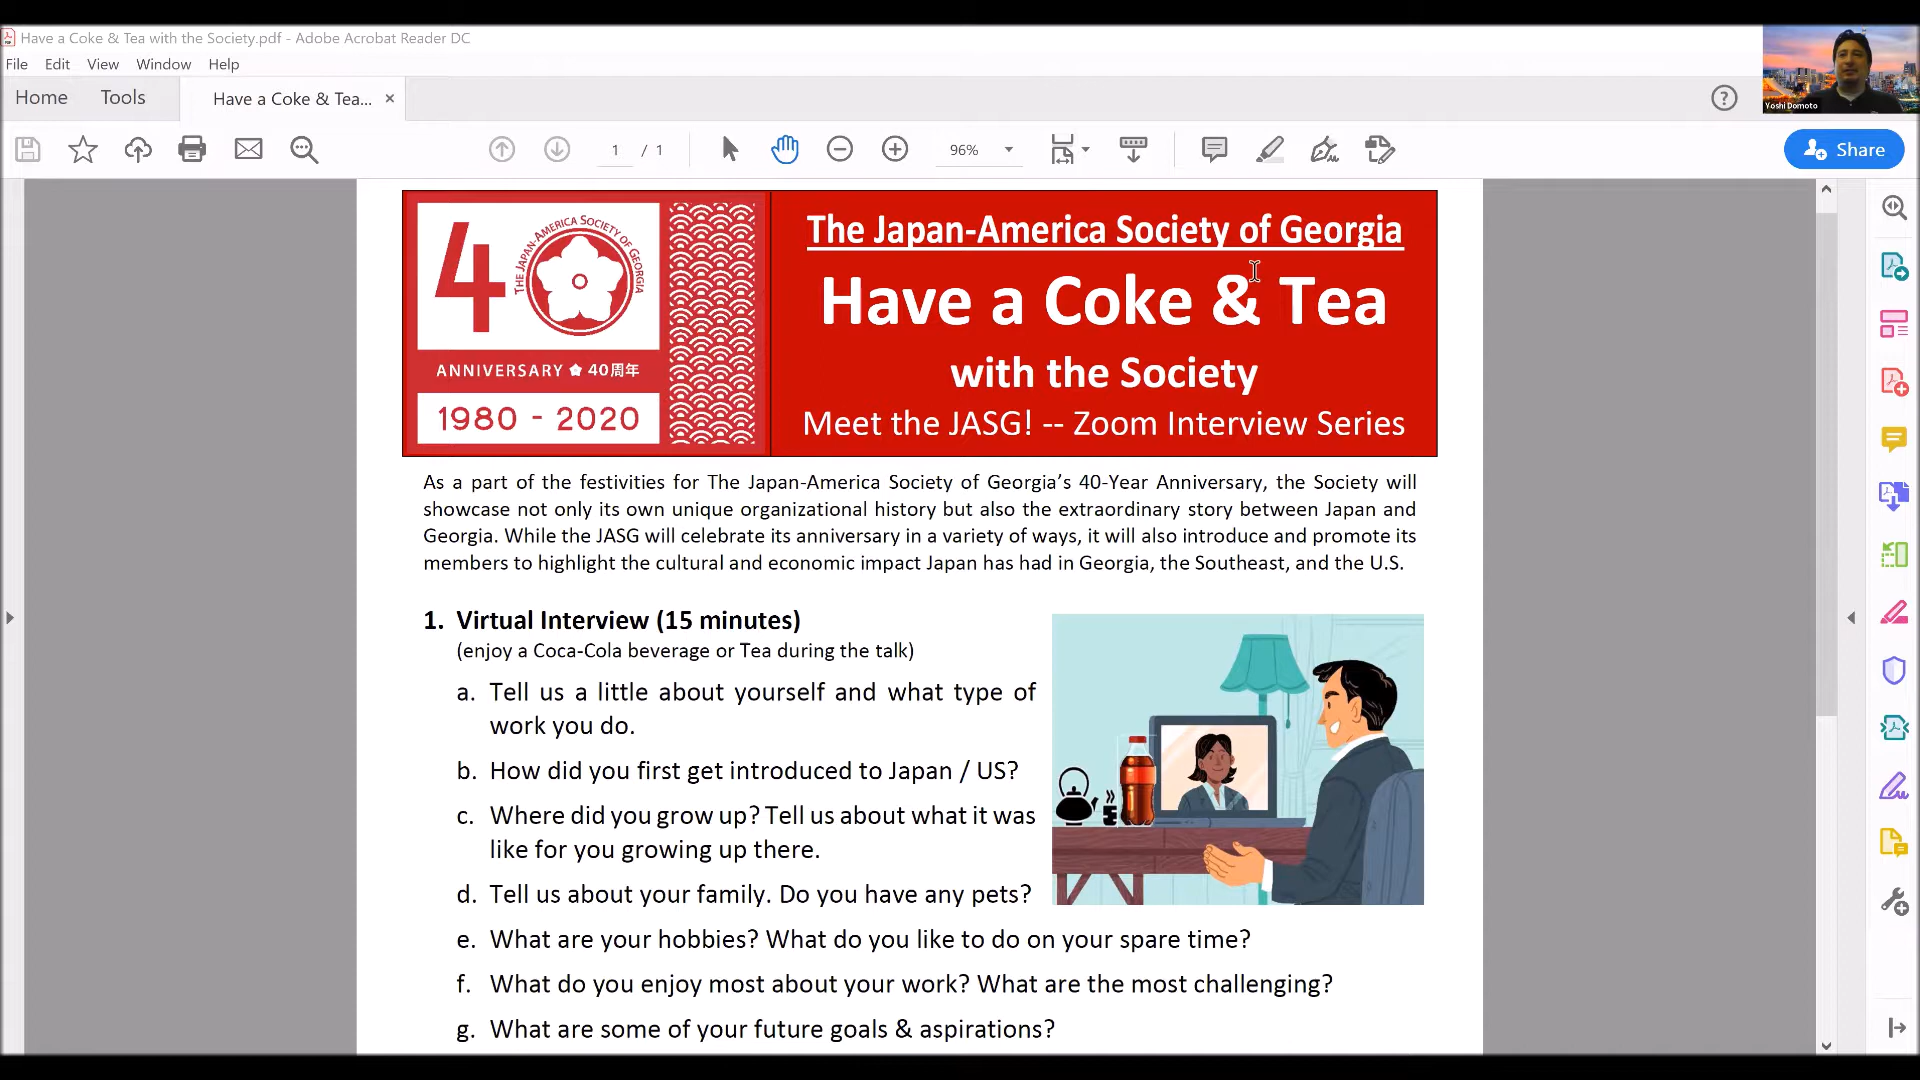 Have a Coke & Tea with the Society.pdf - Adobe Acrobat Reader DC
File Edit View Window Help
Home Tools Have a Coke & Tea... ×
Yoshi Domoto
1 / 1 96% Share
4
THE JAPAN-AMERICA SOCIETY OF GEORGIA
ANNIVERSARY 40周年
1980 - 2020
The Japan-America Society of Georgia
Have a Coke & Tea
with the Society
Meet the JASG! -- Zoom Interview Series
As a part of the festivities for The Japan-America Society of Georgia’s 40-Year Anniversary, the Society will
showcase not only its own unique organizational history but also the extraordinary story between Japan and
Georgia. While the JASG will celebrate its anniversary in a variety of ways, it will also introduce and promote its
members to highlight the cultural and economic impact Japan has had in Georgia, the Southeast, and the U.S.
1. Virtual Interview (15 minutes)
(enjoy a Coca-Cola beverage or Tea during the talk)
a. Tell us a little about yourself and what type of
work you do.
b. How did you first get introduced to Japan / US?
c. Where did you grow up? Tell us about what it was
like for you growing up there.
d. Tell us about your family. Do you have any pets?
e. What are your hobbies? What do you like to do on your spare time?
f. What do you enjoy most about your work? What are the most challenging?
g. What are some of your future goals & aspirations?